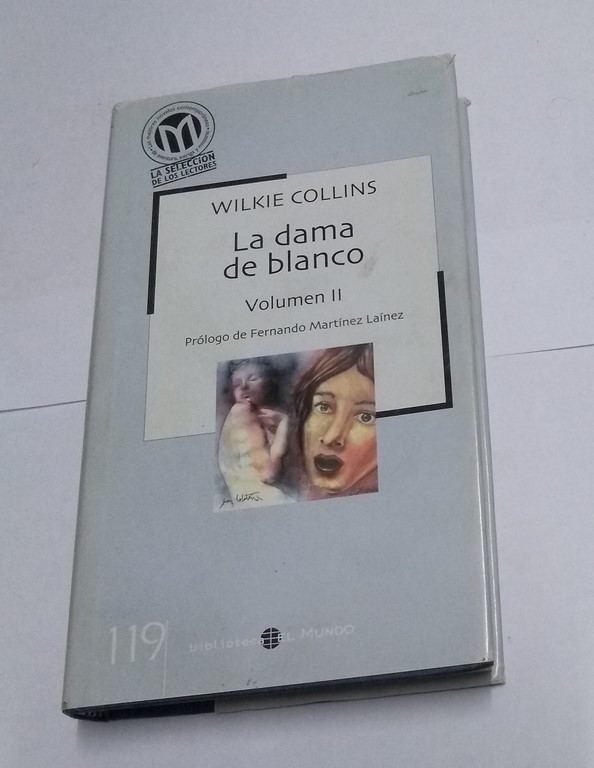 LA SELECCIÓN
DE LOS LECTORES
WILKIE COLLINS
La dama
de blanco
Volumen II
Prólogo de Fernando Martínez Laínez
119
Biblioteca EL MUNDO